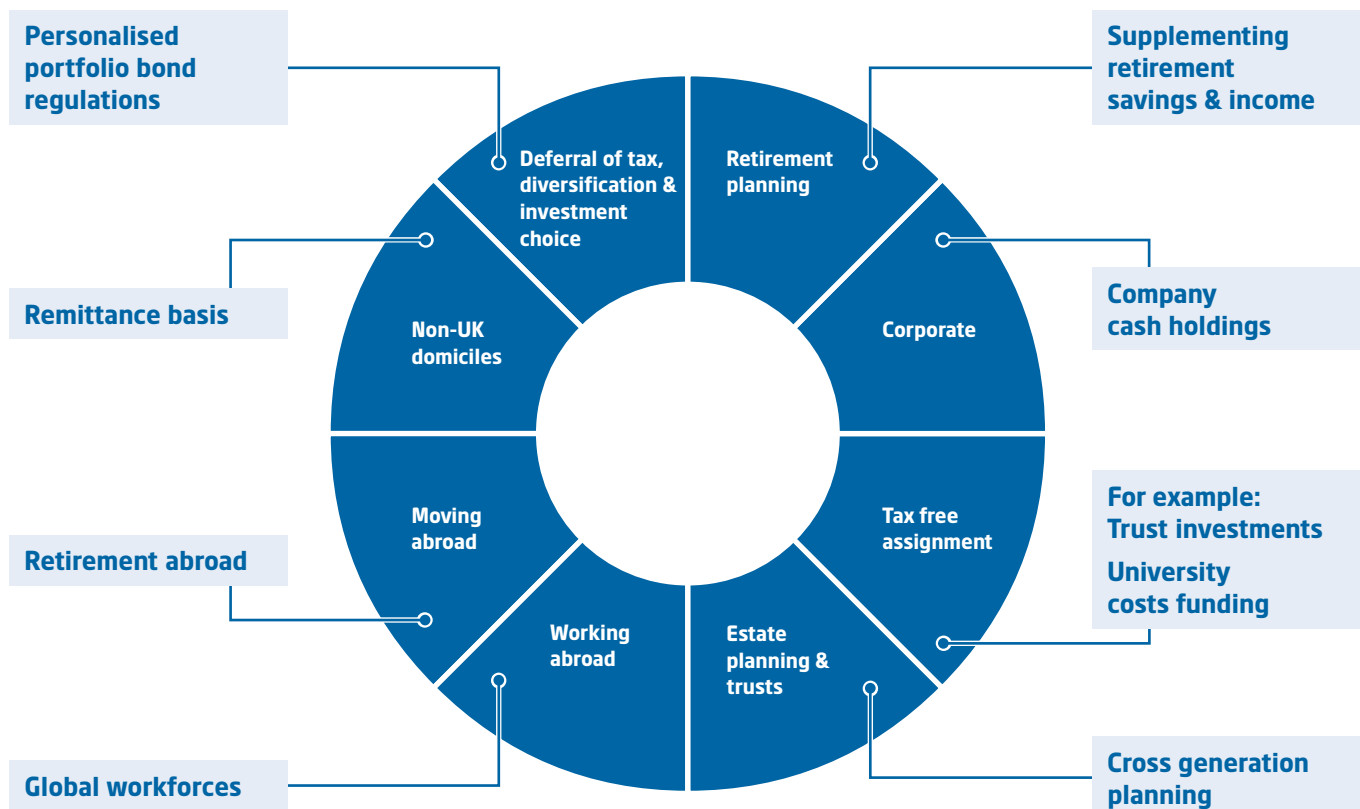 Personalised
portfolio bond
regulations
Supplementing
retirement
savings & income
Deferral of tax,
diversification &
investment
choice
Retirement
planning
Remittance basis
Non-UK
domiciles
Corporate
Company
cash holdings
Retirement abroad
Moving
abroad
Tax free
assignment
For example:
Trust investments
University
costs funding
Working
abroad
Estate
planning &
trusts
Global workforces
Cross generation
planning